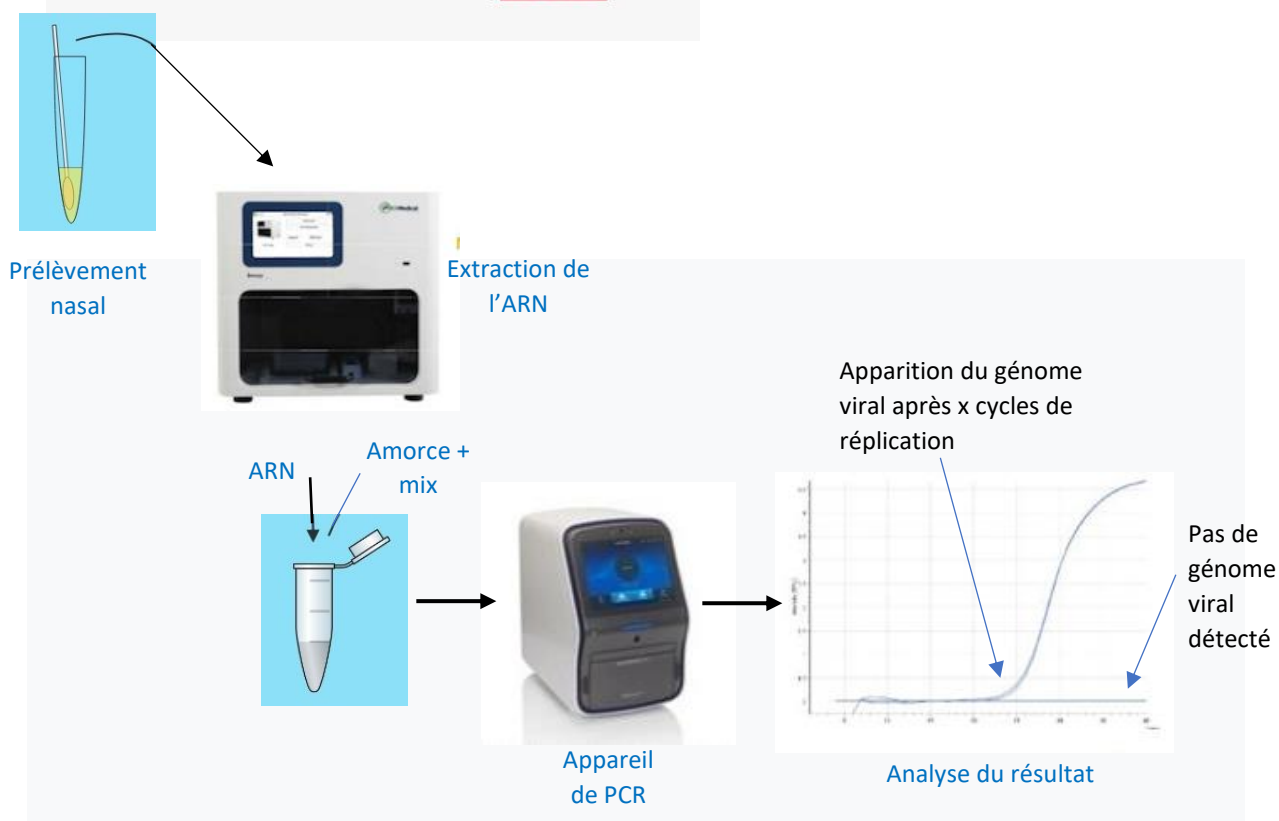 Prélèvement
nasal
Extraction de
l'ARN
Apparition du génome
viral après x cycles de
réplication
ARN
Amorce +
mix
Pas de
génome
viral
détecté
Appareil
de PCR
Analyse du résultat